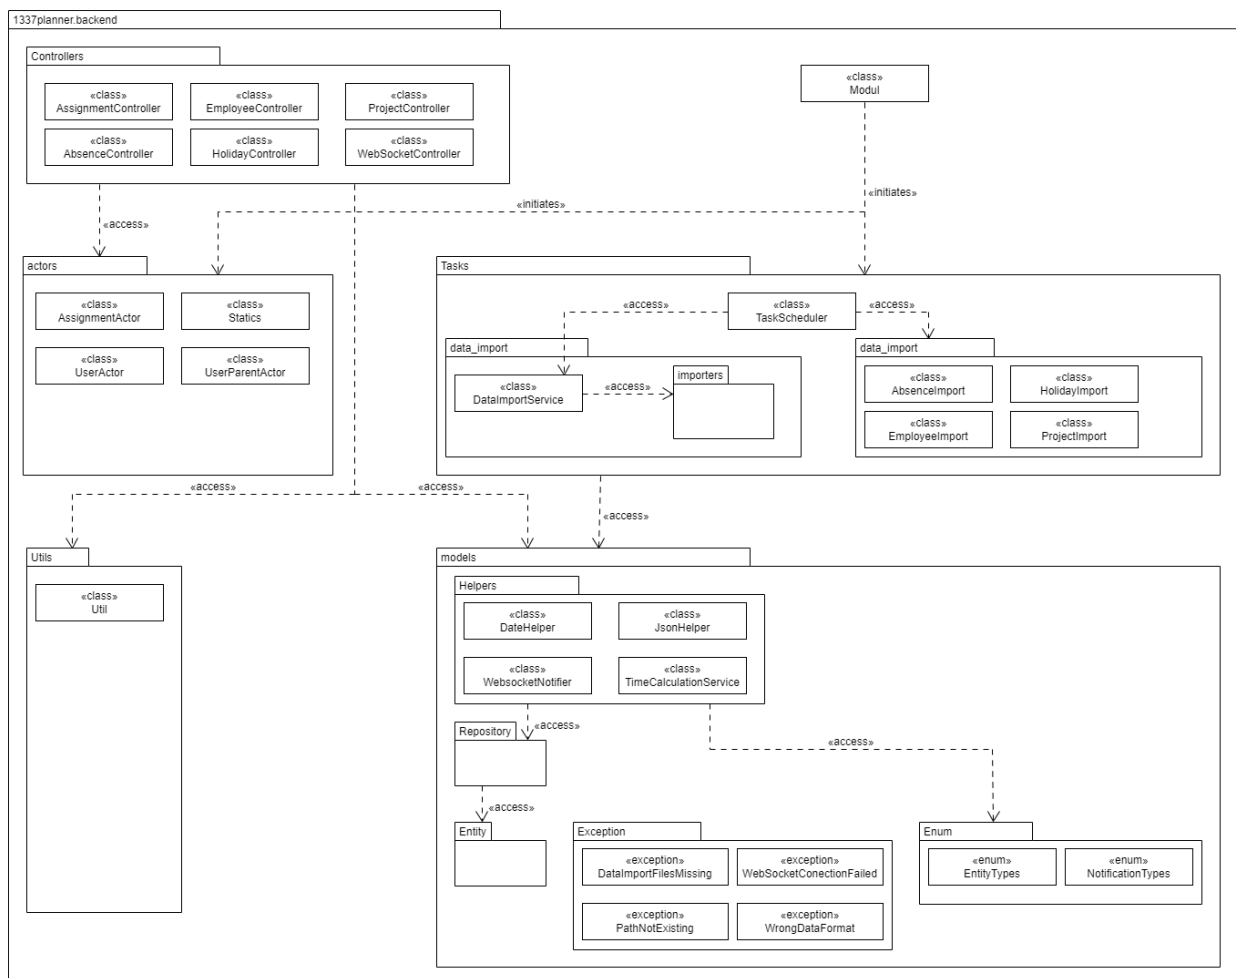 1337planner.backend
Controllers
«class»
AssignmentController
«class»
EmployeeController
«class»
ProjectController
«class»
AbsenceController
«class»
HolidayController
«class»
WebSocketController
«class»
Modul
«initiates»
«initiates»
«access»
actors
«class»
AssignmentActor
«class»
Statics
«class»
UserActor
«class»
UserParentActor
Tasks
«access»
«class»
TaskScheduler
«access»
data_import
«class»
DataImportService
«access»
importers
data_import
«class»
AbsenceImport
«class»
HolidayImport
«class»
EmployeeImport
«class»
ProjectImport
«access»
«access»
«access»
Utils
«class»
Util
models
Helpers
«class»
DateHelper
«class»
JsonHelper
«class»
WebsocketNotifier
«class»
TimeCalculationService
«access»
«access»
Repository
«access»
Entity
Exception
«exception»
DataImportFilesMissing
«exception»
WebSocketConectionFailed
«exception»
PathNotExisting
«exception»
WrongDataFormat
Enum
«enum»
EntityTypes
«enum»
NotificationTypes